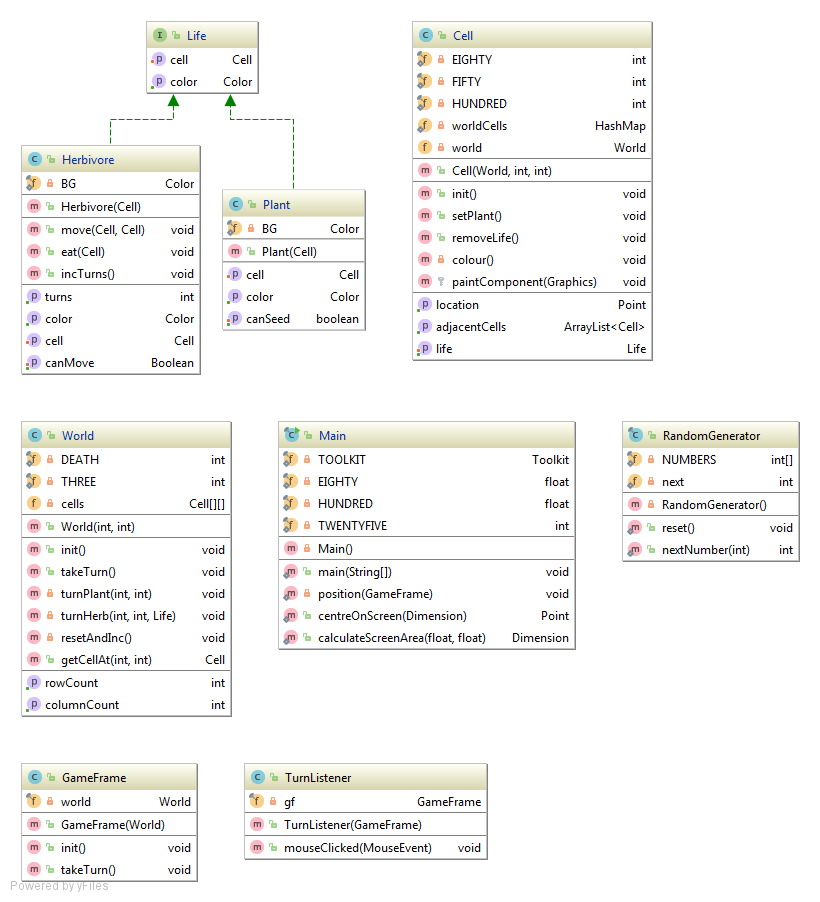 Life
cell Cell
color Color
Cell
EIGHTY int
FIFTY int
HUNDRED int
worldCells HashMap
world World
Cell(World, int, int)
init() void
setPlant() void
removeLife() void
colour() void
paintComponent(Graphics) void
location Point
adjacentCells ArrayList<Cell>
life Life
Herbivore
BG Color
Herbivore(Cell)
move(Cell, Cell) void
eat(Cell) void
incTurns() void
turns int
color Color
cell Cell
canMove Boolean
Plant
BG Color
Plant(Cell)
cell Cell
color Color
canSeed boolean
World
DEATH int
THREE int
cells Cell[][]
World(int, int)
init() void
takeTurn() void
turnPlant(int, int) void
turnHerb(int, int, Life) void
resetAndInc() void
getCellAt(int, int) Cell
rowCount int
columnCount int
Main
TOOLKIT Toolkit
EIGHTY float
HUNDRED float
TWENTYFIVE int
Main()
main(String[]) void
position(GameFrame) void
centreOnScreen(Dimension) Point
calculateScreenArea(float, float) Dimension
RandomGenerator
NUMBERS int[]
next int
RandomGenerator()
reset() void
nextNumber(int) int
GameFrame
world World
GameFrame(World)
init() void
takeTurn() void
TurnListener
gf GameFrame
TurnListener(GameFrame)
mouseClicked(MouseEvent) void
Powered by yFiles